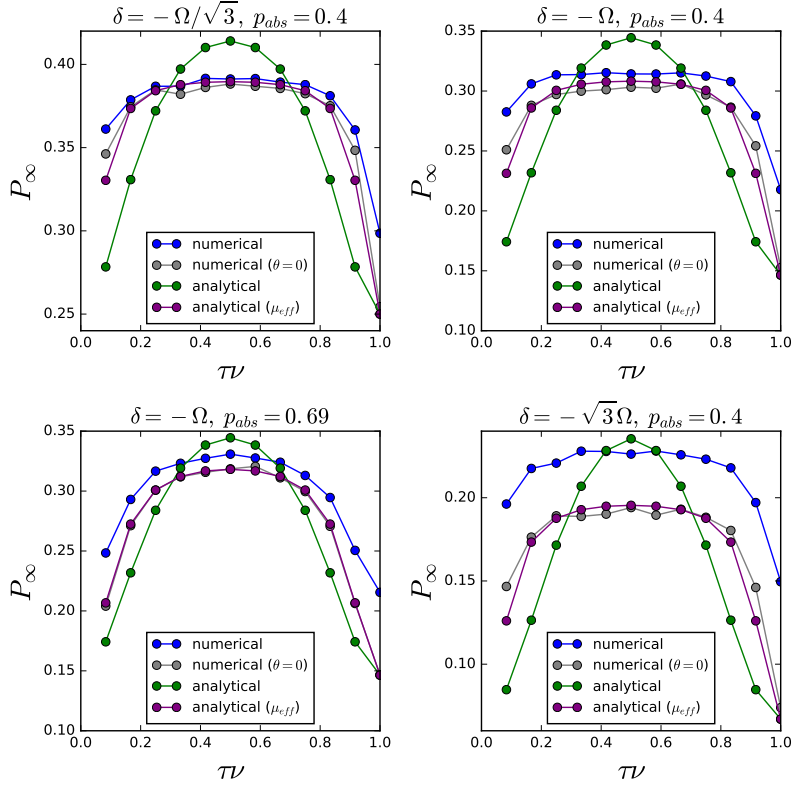 δ = −Ω/√3, p_abs = 0.4
P_∞
0.40
0.35
0.30
0.25
numerical
numerical (θ = 0)
analytical
analytical (μ_eff)
0.0 0.2 0.4 0.6 0.8 1.0
τν
δ = −Ω, p_abs = 0.4
P_∞
0.35
0.30
0.25
0.20
0.15
0.10
numerical
numerical (θ = 0)
analytical
analytical (μ_eff)
0.0 0.2 0.4 0.6 0.8 1.0
τν
δ = −Ω, p_abs = 0.69
P_∞
0.35
0.30
0.25
0.20
0.15
0.10
numerical
numerical (θ = 0)
analytical
analytical (μ_eff)
0.0 0.2 0.4 0.6 0.8 1.0
τν
δ = −√3Ω, p_abs = 0.4
P_∞
0.20
0.15
0.10
numerical
numerical (θ = 0)
analytical
analytical (μ_eff)
0.0 0.2 0.4 0.6 0.8 1.0
τν